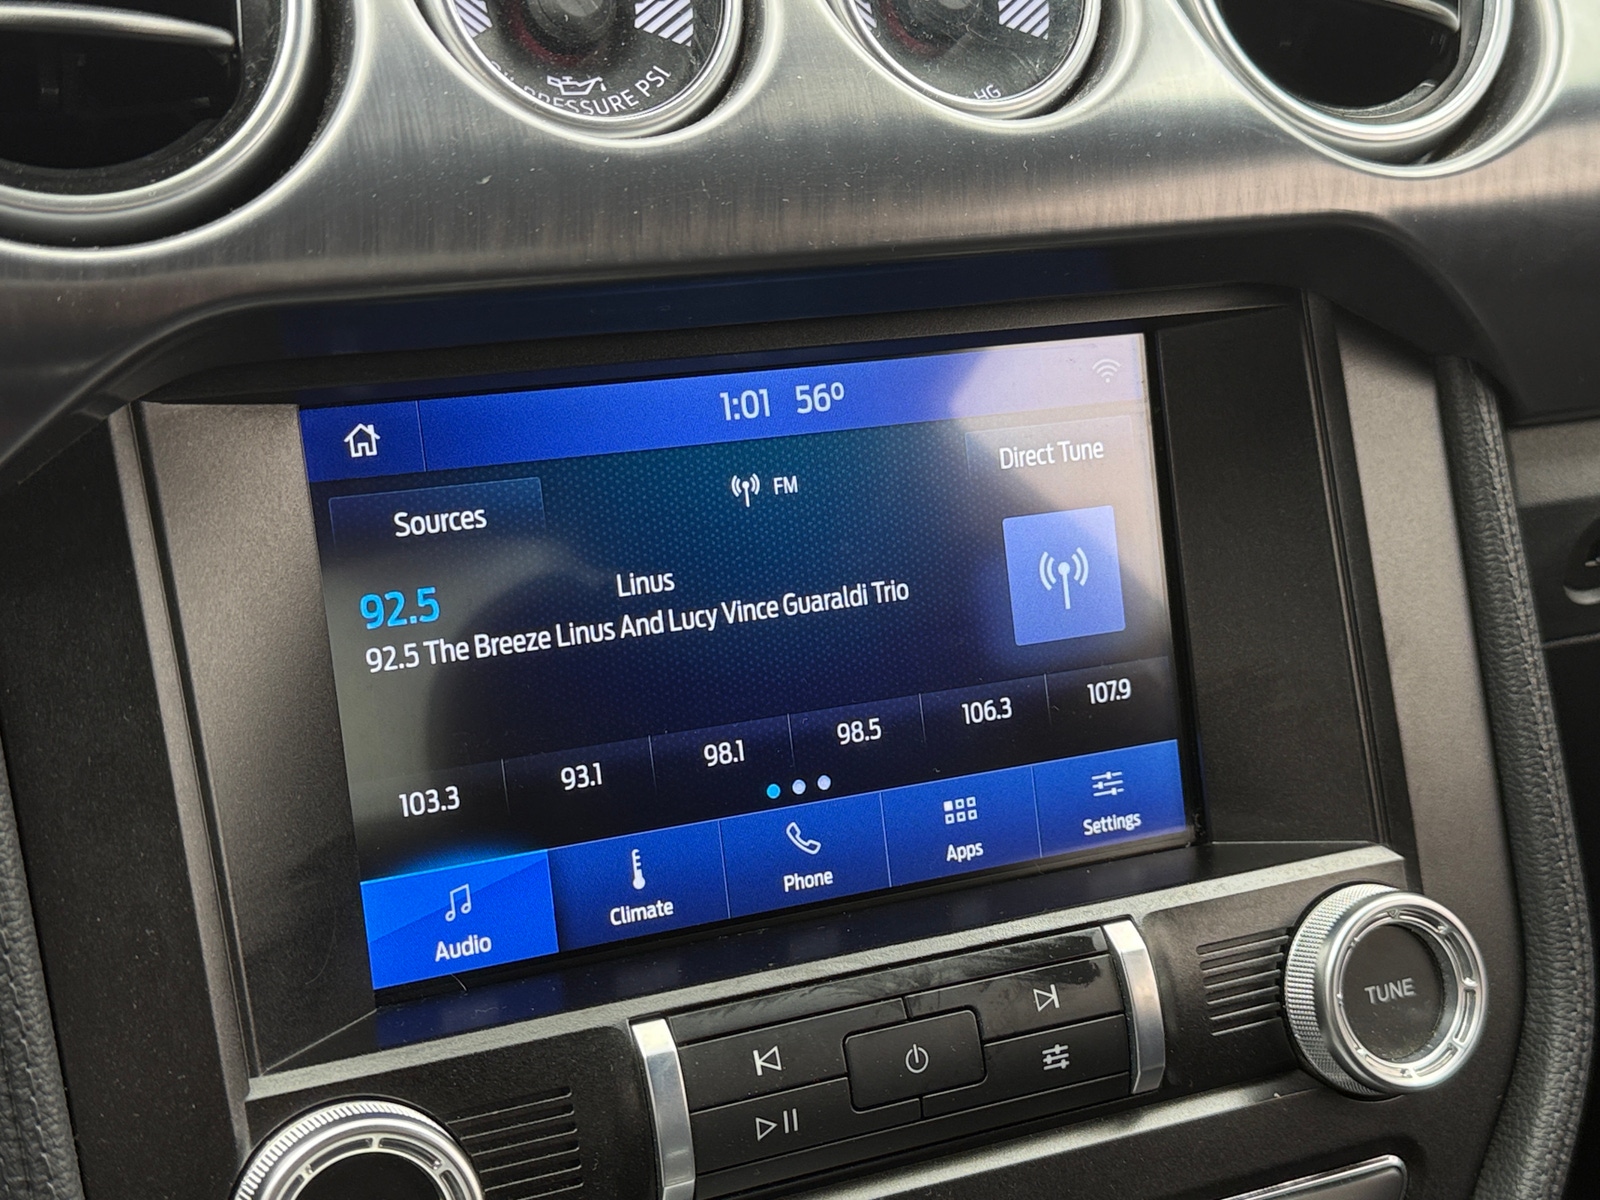 PRESSURE PSI
HG
1:01 56°
Direct Tune
FM
Sources
92.5
Linus
92.5 The Breeze Linus And Lucy Vince Guaraldi Trio
103.3 93.1 98.1 98.5 106.3 107.9
Audio Climate Phone Apps Settings
TUNE